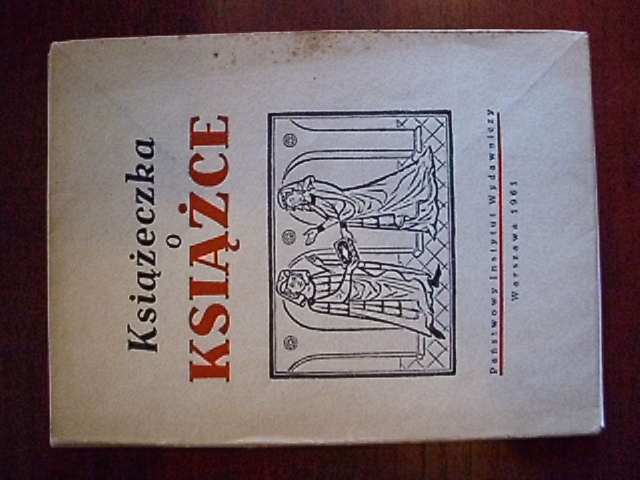 Książeczka
o
KSIĄŻCE
Państwowy Instytut Wydawniczy
Warszawa 1961